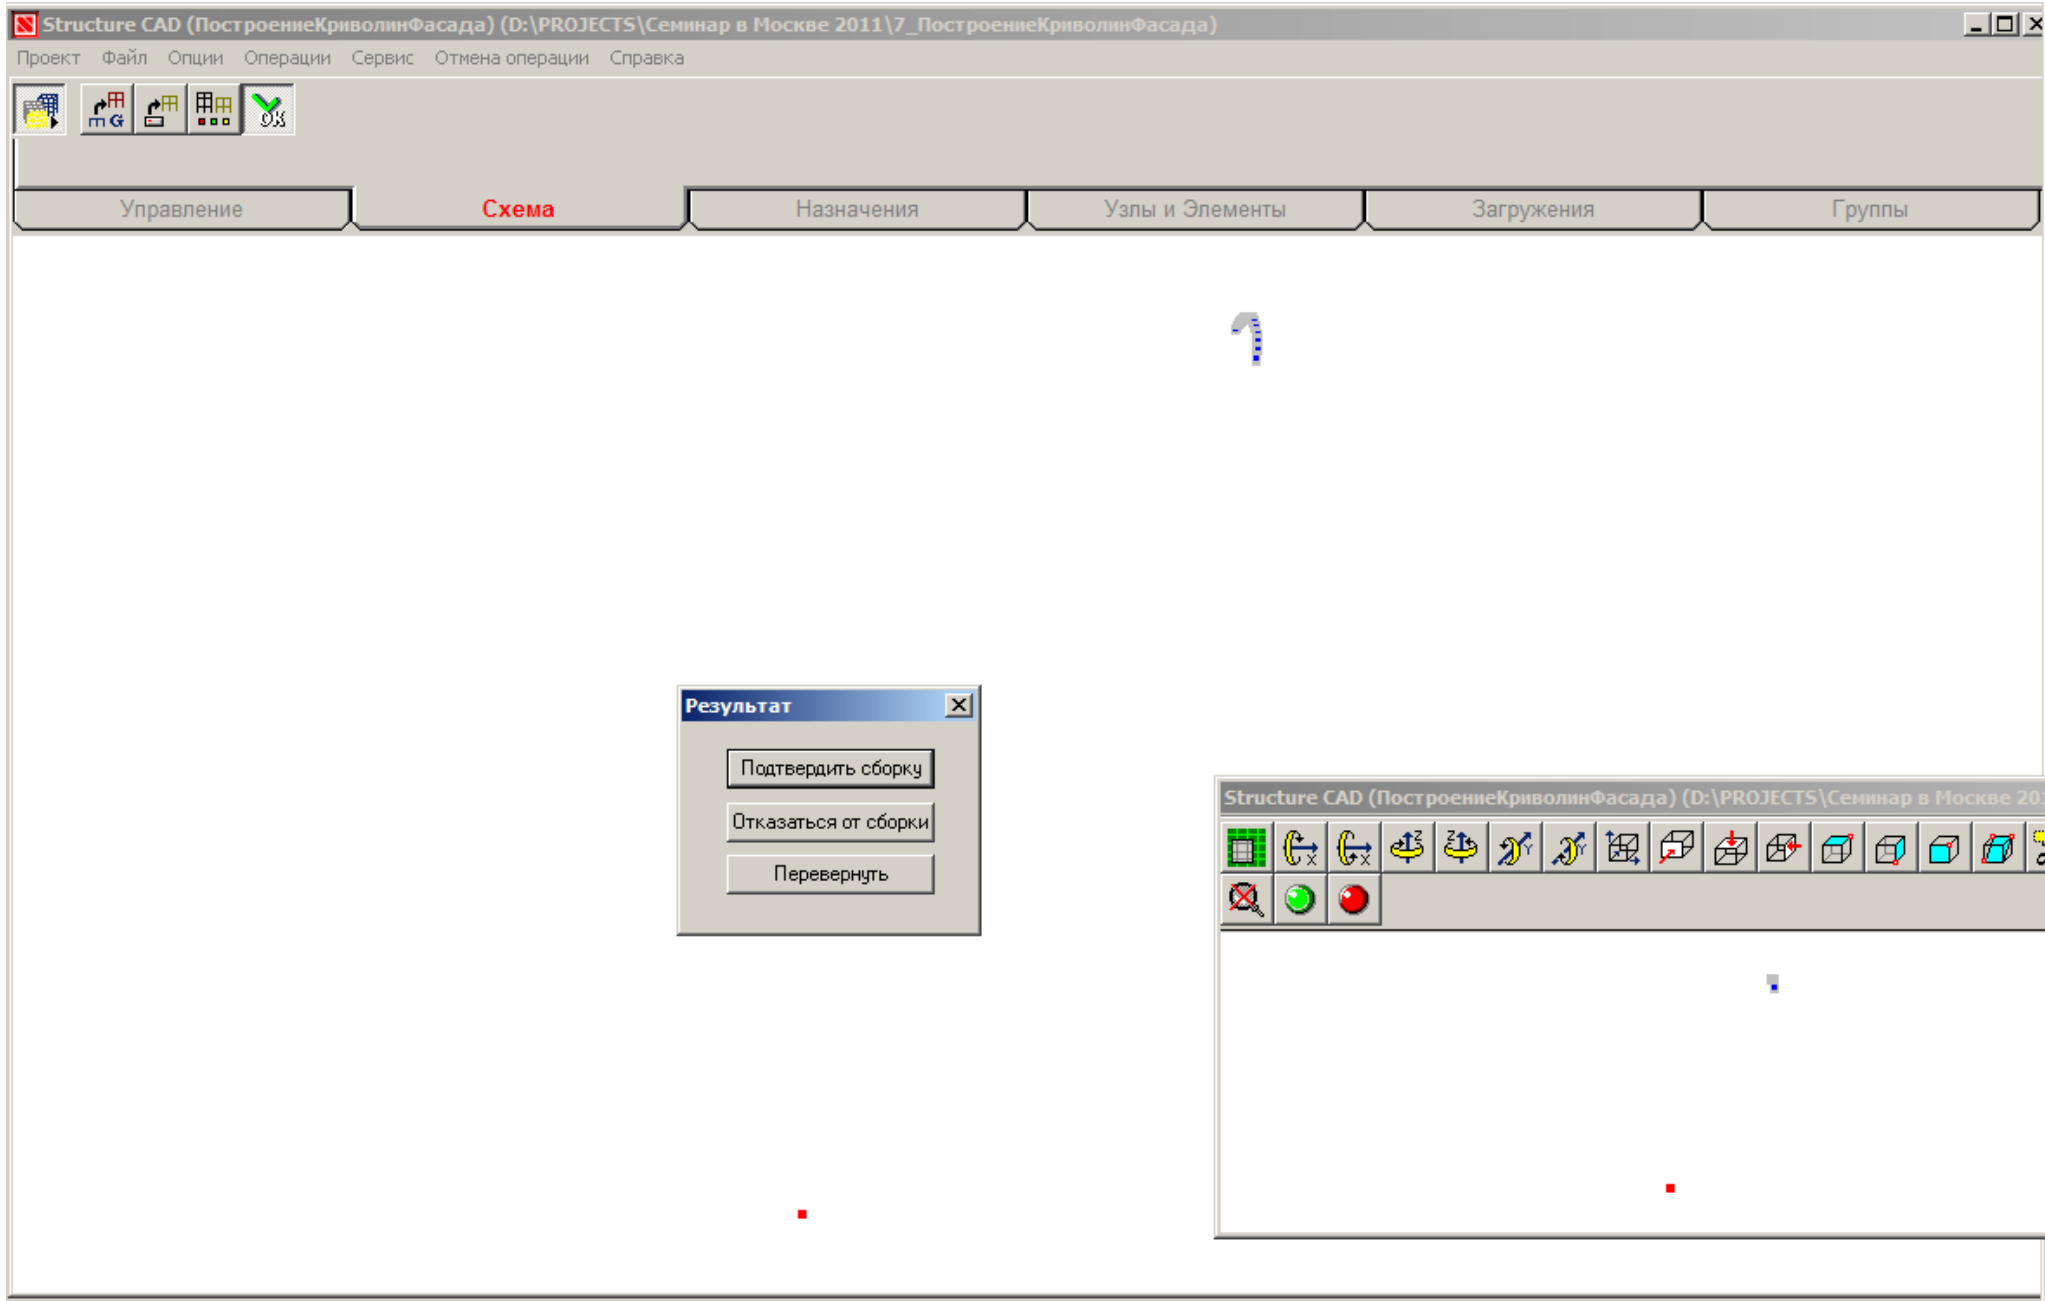 Structure CAD (ПостроениеКриволинФасада) (D:\PROJECTS\Семинар в Москве 2011\7_ПостроениеКриволинФасада)
Проект Файл Опции Операции Сервис Отмена операции Справка
m G
OK
Управление Схема Назначения Узлы и Элементы Загружения Группы
Результат
Подтвердить сборку
Отказаться от сборки
Перевернуть
Structure CAD (ПостроениеКриволинФасада) (D:\PROJECTS\Семинар в Москве 20
X X Z Z Y Y